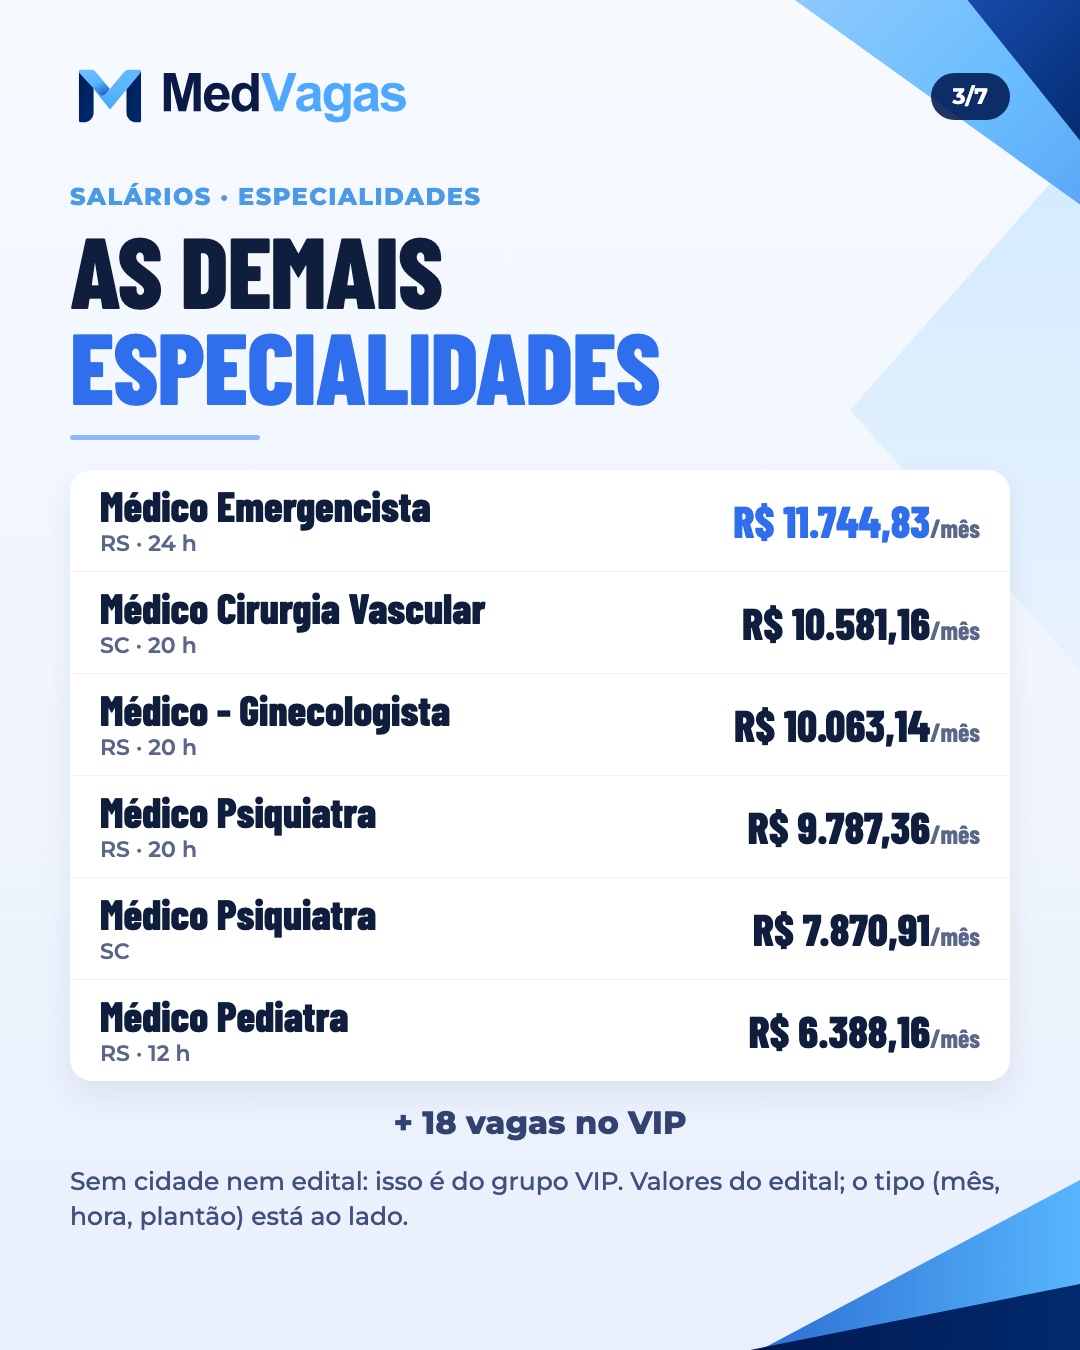 MedVagas
3/7
SALÁRIOS · ESPECIALIDADES
AS DEMAIS
ESPECIALIDADES
Médico Emergencista
RS · 24 h
R$ 11.744,83/mês
Médico Cirurgia Vascular
SC · 20 h
R$ 10.581,16/mês
Médico - Ginecologista
RS · 20 h
R$ 10.063,14/mês
Médico Psiquiatra
RS · 20 h
R$ 9.787,36/mês
Médico Psiquiatra
SC
R$ 7.870,91/mês
Médico Pediatra
RS · 12 h
R$ 6.388,16/mês
+ 18 vagas no VIP
Sem cidade nem edital: isso é do grupo VIP. Valores do edital; o tipo (mês,
hora, plantão) está ao lado.